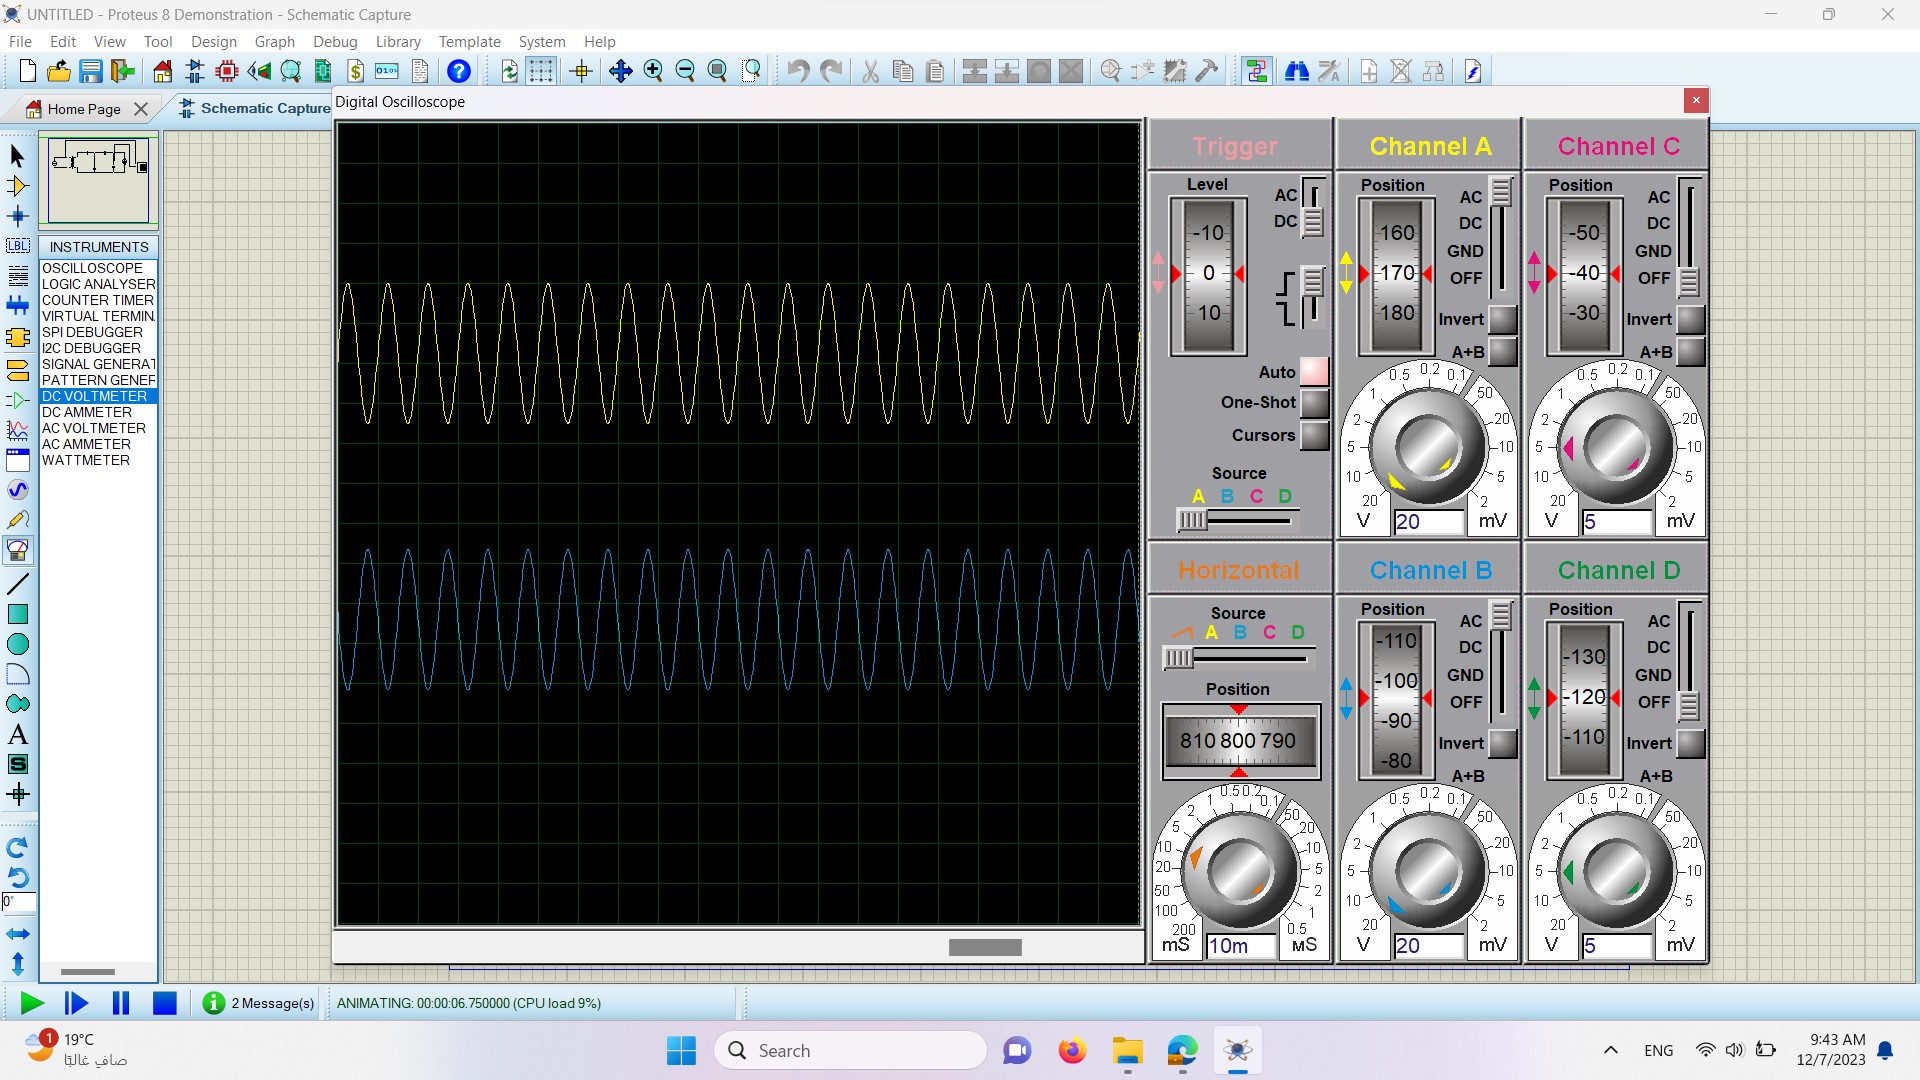 UNTITLED - Proteus 8 Demonstration - Schematic Capture
File Edit View Tool Design Graph Debug Library Template System Help
Home Page
Schematic Capture
Digital Oscilloscope
INSTRUMENTS
OSCILLOSCOPE
LOGIC ANALYSER
COUNTER TIMER
VIRTUAL TERMIN
SPI DEBUGGER
I2C DEBUGGER
SIGNAL GENERAT
PATTERN GENER
DC VOLTMETER
DC AMMETER
AC VOLTMETER
AC AMMETER
WATTMETER
LBL
A
S
0°
Trigger
Level
-10
0
10
AC
DC
Auto
One-Shot
Cursors
Source
A B C D
Channel A
Position
160
170
180
AC
DC
GND
OFF
Invert
A+B
0.5 0.2 0.1
1 50
2 20
5 10
10 5
20 2
V 20 mV
Channel C
Position
-50
-40
-30
AC
DC
GND
OFF
Invert
A+B
0.5 0.2 0.1
1 50
2 20
5 10
10 5
20 2
V 5 mV
Horizontal
Source
A B C D
Position
810 800 790
1 0.5 0.2 0.1
2 50
5 20
10 10
20 5
50 2
100 1
200 0.5
mS 10m мS
Channel B
Position
-110
-100
-90
-80
AC
DC
GND
OFF
Invert
A+B
0.5 0.2 0.1
1 50
2 20
5 10
10 5
20 2
V 20 mV
Channel D
Position
-130
-120
-110
AC
DC
GND
OFF
Invert
A+B
0.5 0.2 0.1
1 50
2 20
5 10
10 5
20 2
V 5 mV
2 Message(s)
ANIMATING: 00:00:06.750000 (CPU load 9%)
1
19°C
صافٍ غالبًا
Search
ENG
9:43 AM
12/7/2023